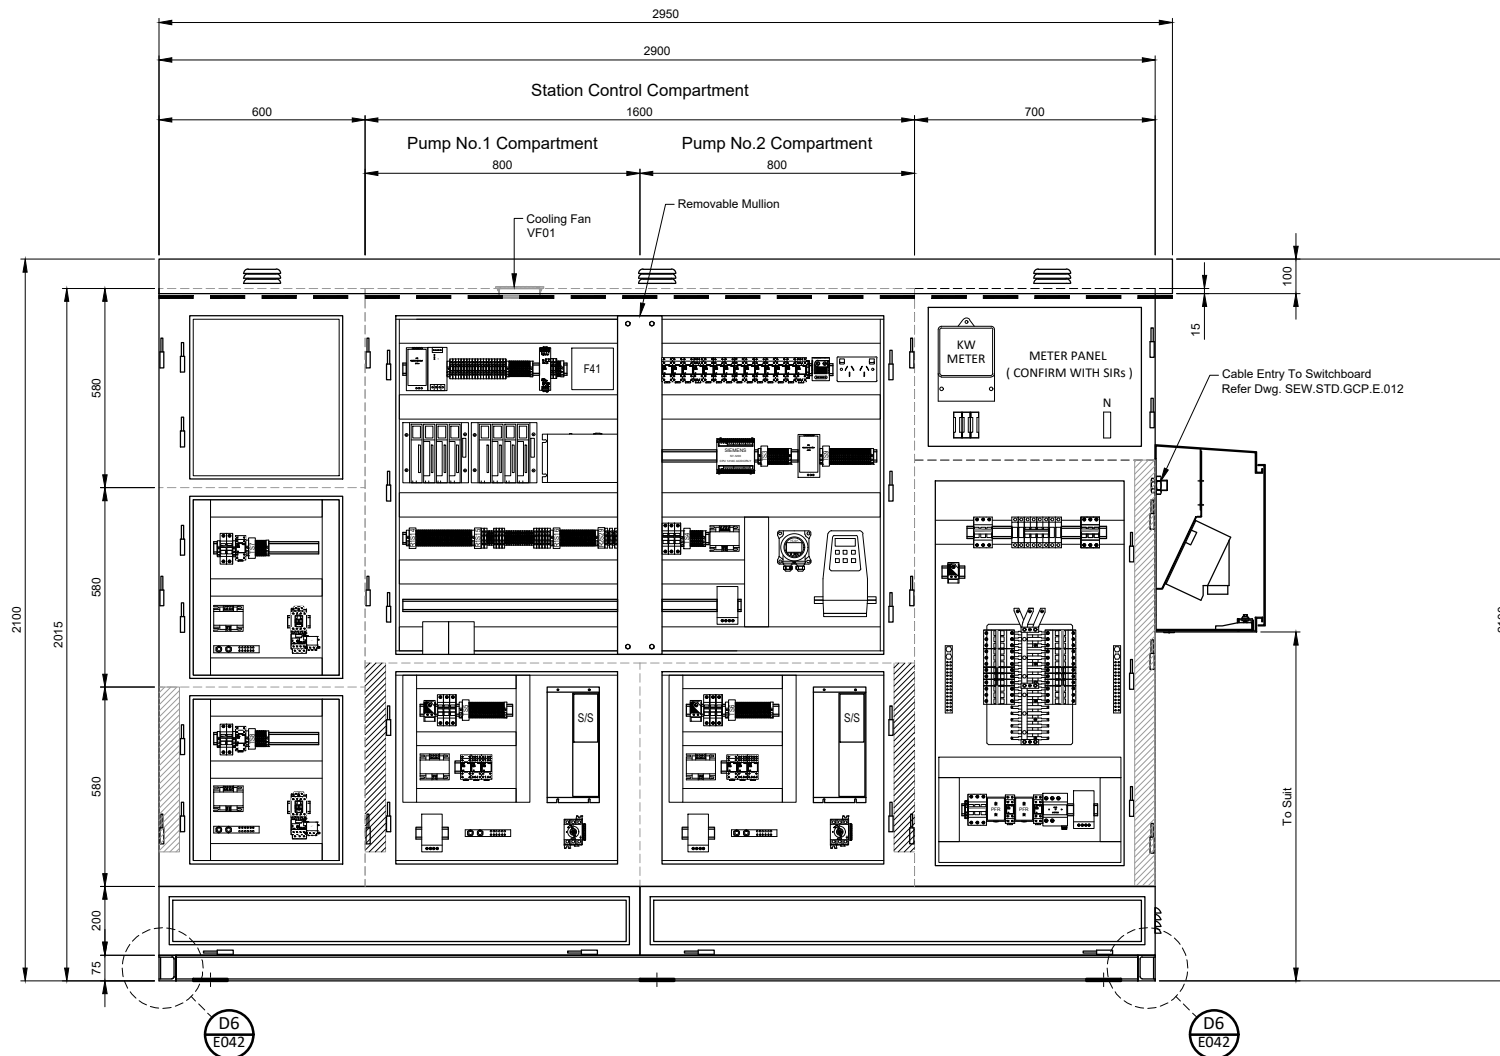 2950
2900
Station Control Compartment
600
1600
700
Pump No.1 Compartment
Pump No.2 Compartment
800
800
Removable Mullion
Cooling Fan
VF01
100
15
KW
METER
METER PANEL
( CONFIRM WITH SIRs )
F41
N
Cable Entry To Switchboard
Refer Dwg. SEW.STD.GCP.E.012
SIEMENS
580
580
580
2100
2015
S/S
S/S
PFR
PFR
To Suit
200
75
D6
E042
D6
E042